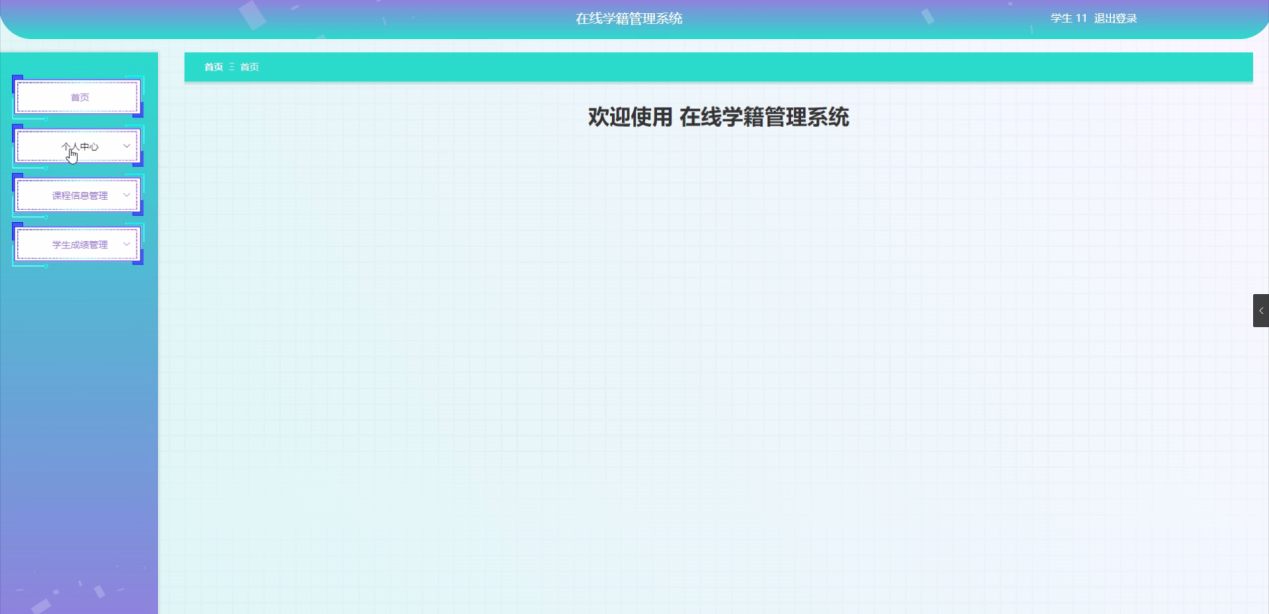 在线学籍管理系统
学生 11 退出登录
首页 Ξ 首页
首页
个人中心
课程信息管理
学生成绩管理
欢迎使用 在线学籍管理系统